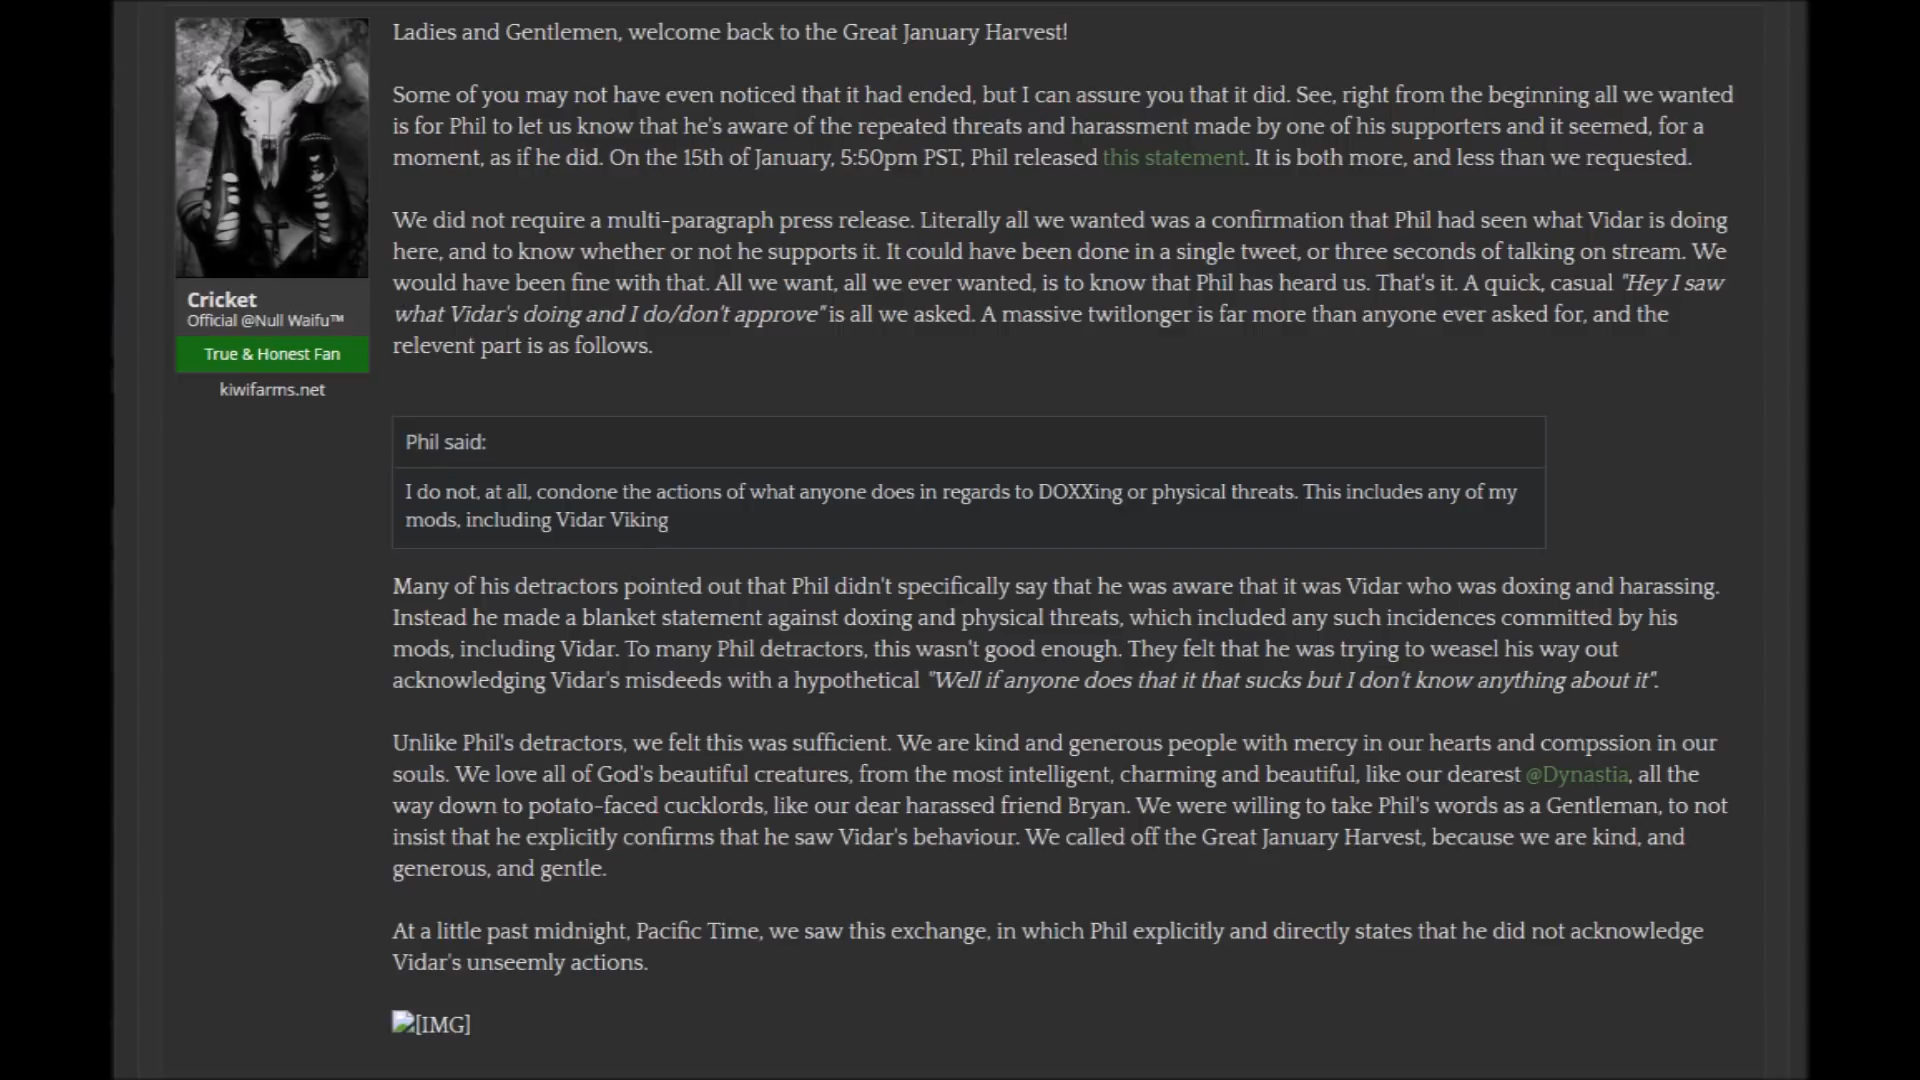 Ladies and Gentlemen, welcome back to the Great January Harvest!
Some of you may not have even noticed that it had ended, but I can assure you that it did. See, right from the beginning all we wanted
is for Phil to let us know that he's aware of the repeated threats and harassment made by one of his supporters and it seemed, for a
moment, as if he did. On the 15th of January, 5:50pm PST, Phil released this statement. It is both more, and less than we requested.
We did not require a multi-paragraph press release. Literally all we wanted was a confirmation that Phil had seen what Vidar is doing
here, and to know whether or not he supports it. It could have been done in a single tweet, or three seconds of talking on stream. We
would have been fine with that. All we want, all we ever wanted, is to know that Phil has heard us. That's it. A quick, casual "Hey I saw
what Vidar's doing and I do/don't approve" is all we asked. A massive twitlonger is far more than anyone ever asked for, and the
relevent part is as follows.
Cricket
Official @Null Waifu™
True & Honest Fan
kiwifarms.net
Phil said:
I do not, at all, condone the actions of what anyone does in regards to DOXXing or physical threats. This includes any of my
mods, including Vidar Viking
Many of his detractors pointed out that Phil didn't specifically say that he was aware that it was Vidar who was doxing and harassing.
Instead he made a blanket statement against doxing and physical threats, which included any such incidences committed by his
mods, including Vidar. To many Phil detractors, this wasn't good enough. They felt that he was trying to weasel his way out
acknowledging Vidar's misdeeds with a hypothetical "Well if anyone does that it that sucks but I don't know anything about it".
Unlike Phil's detractors, we felt this was sufficient. We are kind and generous people with mercy in our hearts and compssion in our
souls. We love all of God's beautiful creatures, from the most intelligent, charming and beautiful, like our dearest @Dynastia, all the
way down to potato-faced cucklords, like our dear harassed friend Bryan. We were willing to take Phil's words as a Gentleman, to not
insist that he explicitly confirms that he saw Vidar's behaviour. We called off the Great January Harvest, because we are kind, and
generous, and gentle.
At a little past midnight, Pacific Time, we saw this exchange, in which Phil explicitly and directly states that he did not acknowledge
Vidar's unseemly actions.
[IMG]